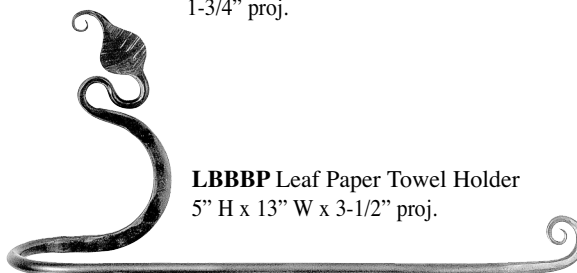 1-3/4” proj.
LBBBP Leaf Paper Towel Holder
5” H x 13” W x 3-1/2” proj.